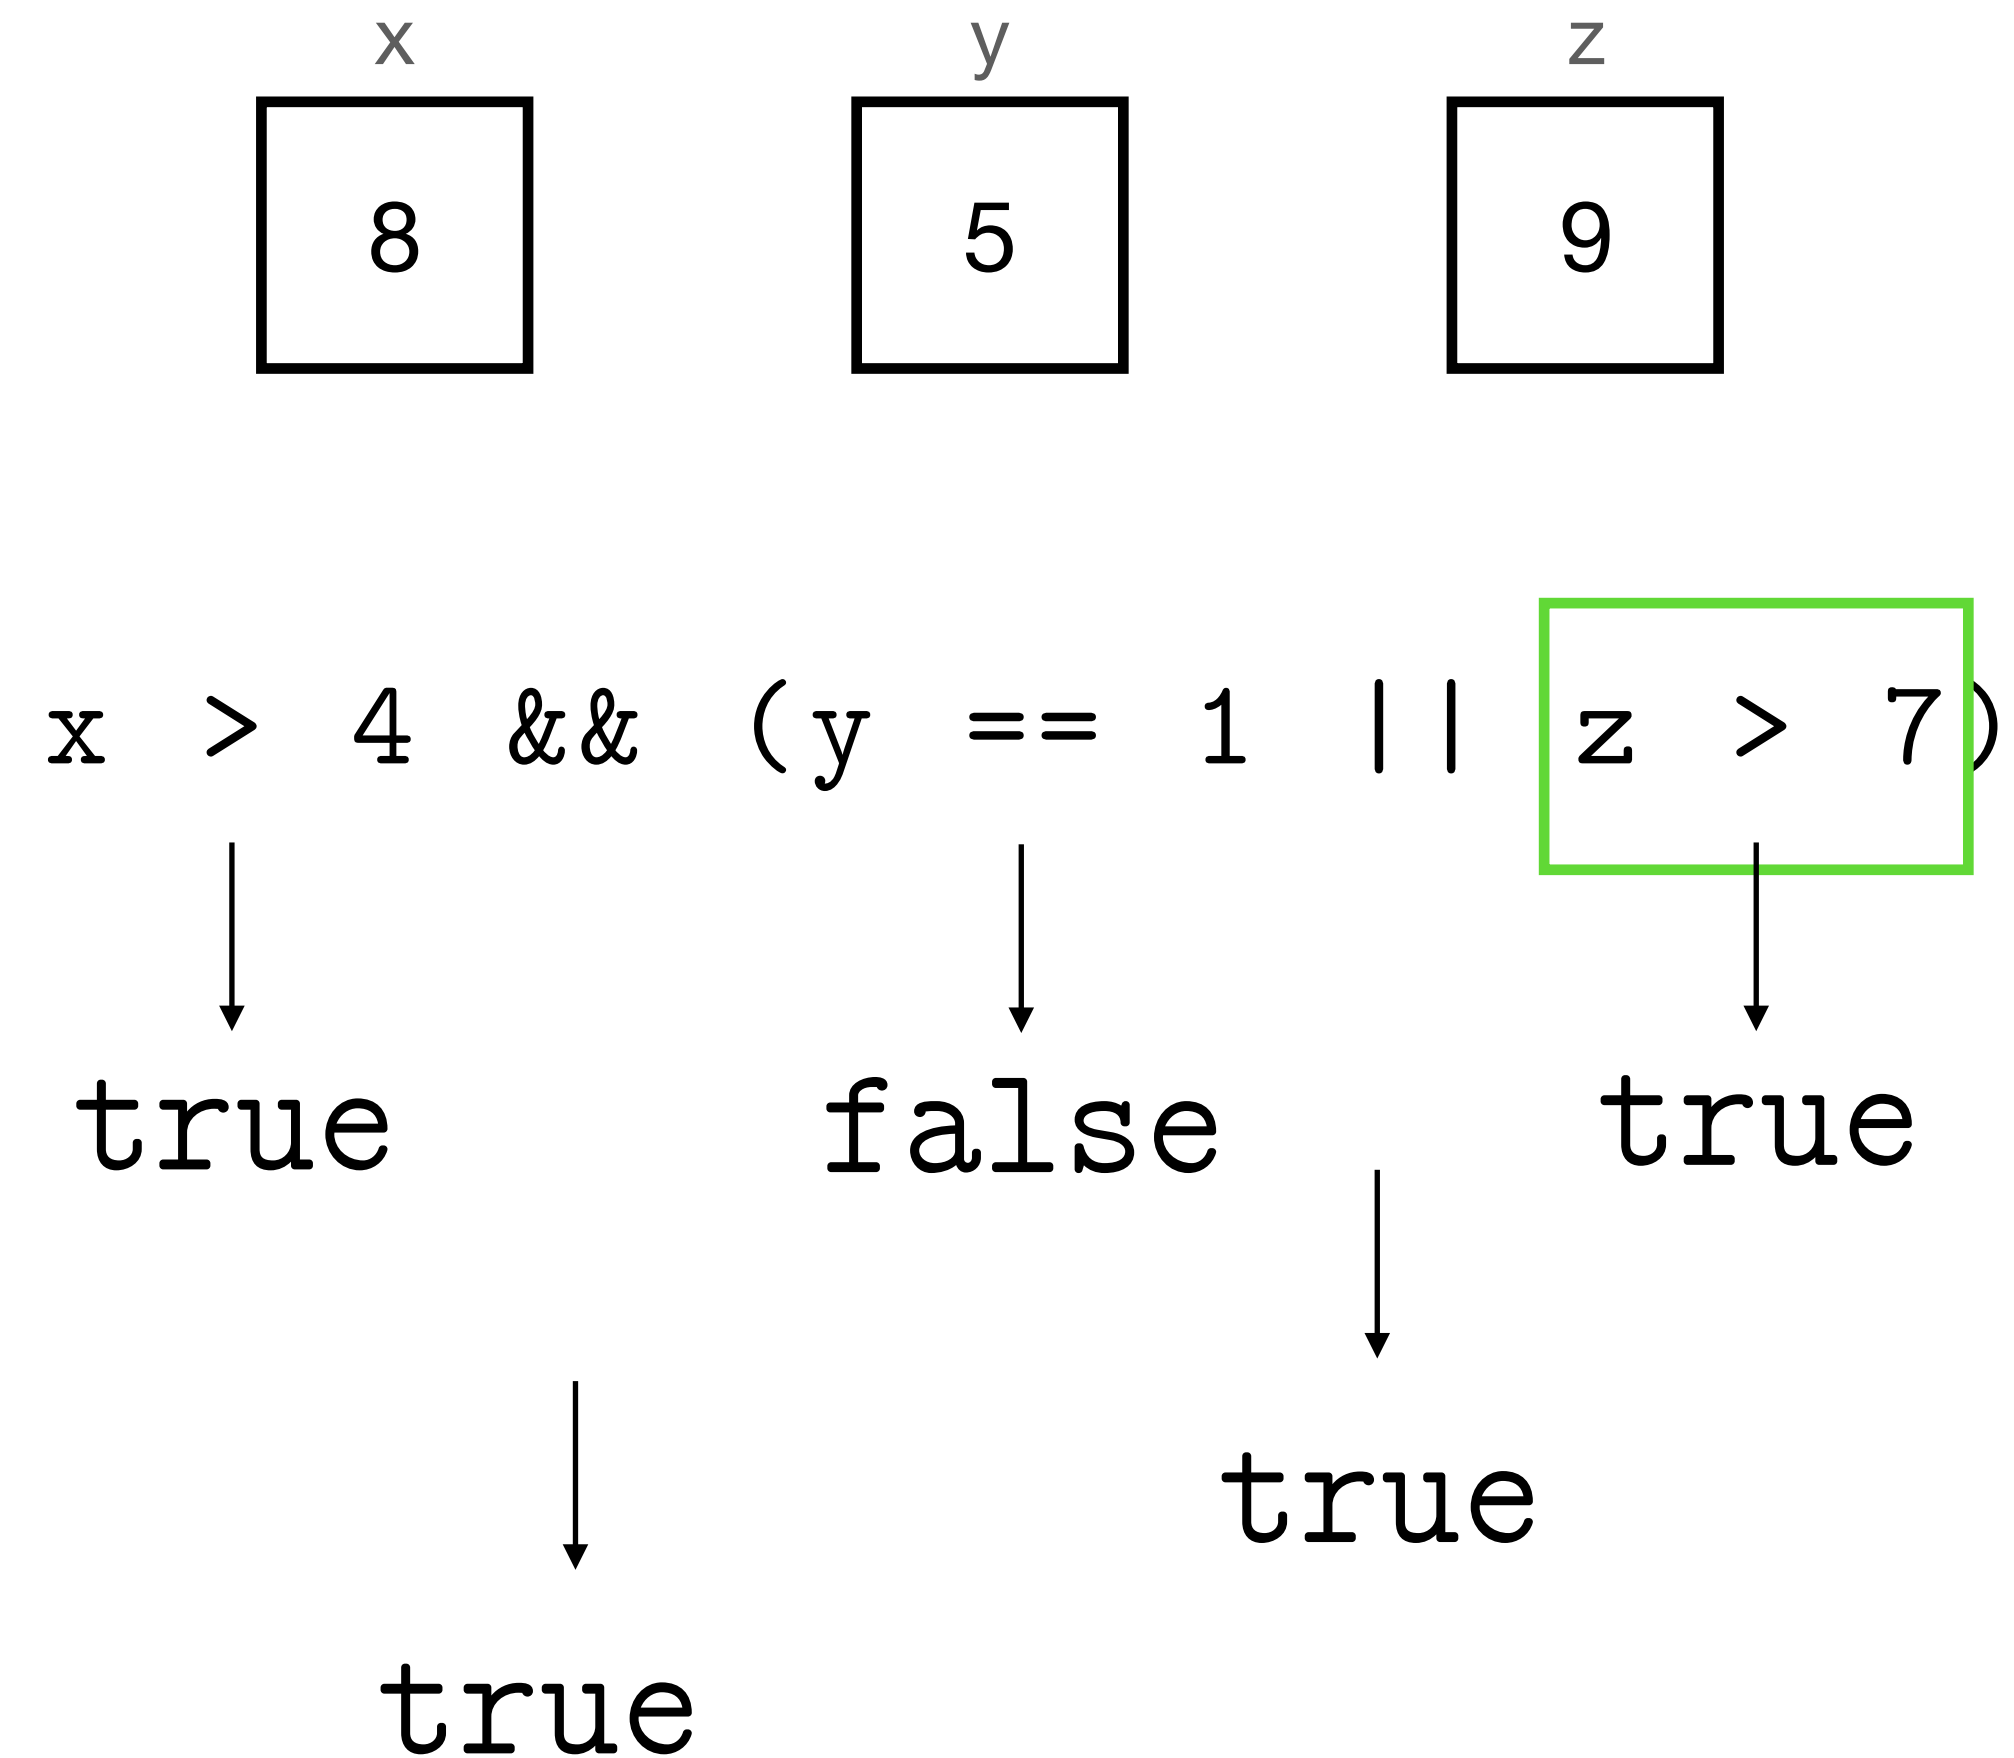 x y z
8 5 9
x > 4 && (y == 1 || z > 7)
true false true
true
true